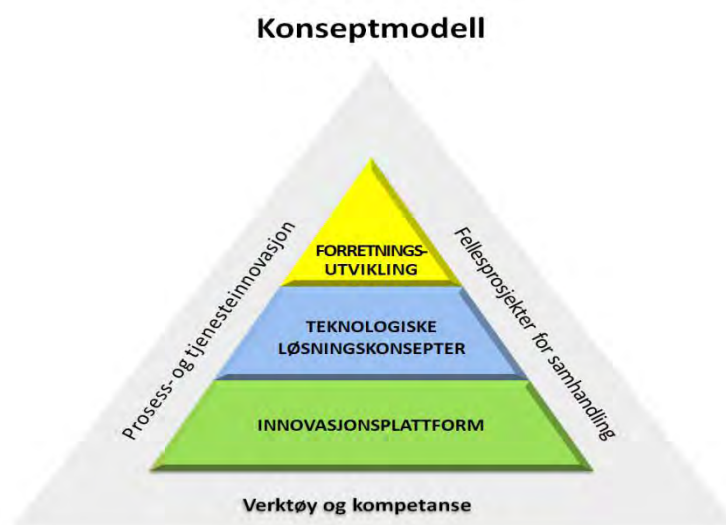 Konseptmodell
Prosess- og tjenesteinnovasjon
Fellesprosjekter for samhandling
FORRETNINGS-
UTVIKLING
TEKNOLOGISKE
LØSNINGSKONSEPTER
INNOVASJONSPLATTFORM
Verktøy og kompetanse